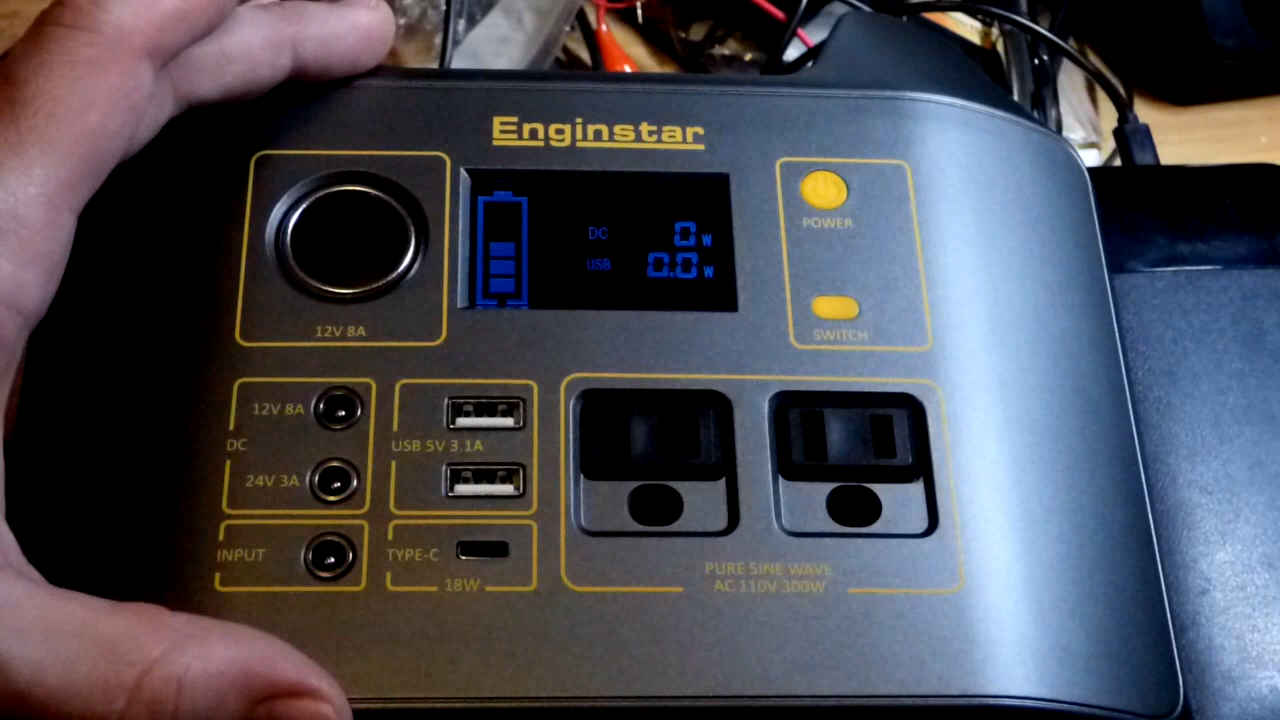 Enginstar
12V 8A
DC 0 W
USB 0.0 W
POWER
SWITCH
12V 8A
DC
24V 3A
USB 5V 3.1A
INPUT
TYPE-C
18W
PURE SINE WAVE
AC 110V 300W